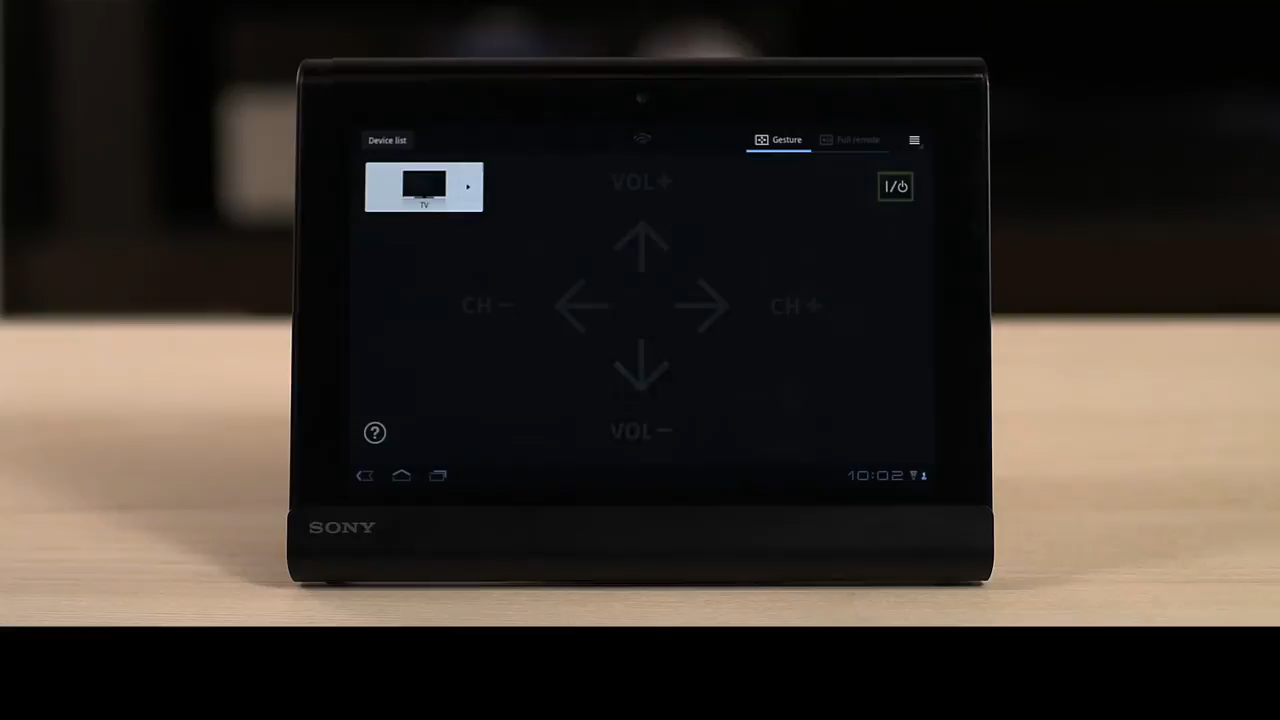 Device list
Gesture
Full remote
TV
VOL+
I/
CH−
CH+
VOL−
?
10:02
SONY